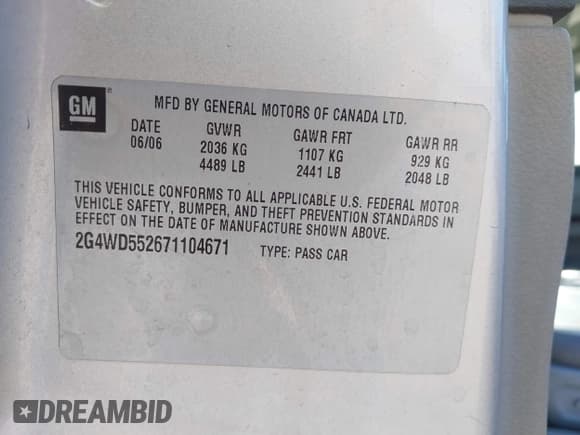 GM
MFD BY GENERAL MOTORS OF CANADA LTD.
DATE GVWR GAWR FRT GAWR RR
06/06 2036 KG 1107 KG 929 KG
4489 LB 2441 LB 2048 LB
THIS VEHICLE CONFORMS TO ALL APPLICABLE U.S. FEDERAL MOTOR
VEHICLE SAFETY, BUMPER, AND THEFT PREVENTION STANDARDS IN
EFFECT ON THE DATE OF MANUFACTURE SHOWN ABOVE.
2G4WD552671104671 TYPE: PASS CAR
DREAMBID